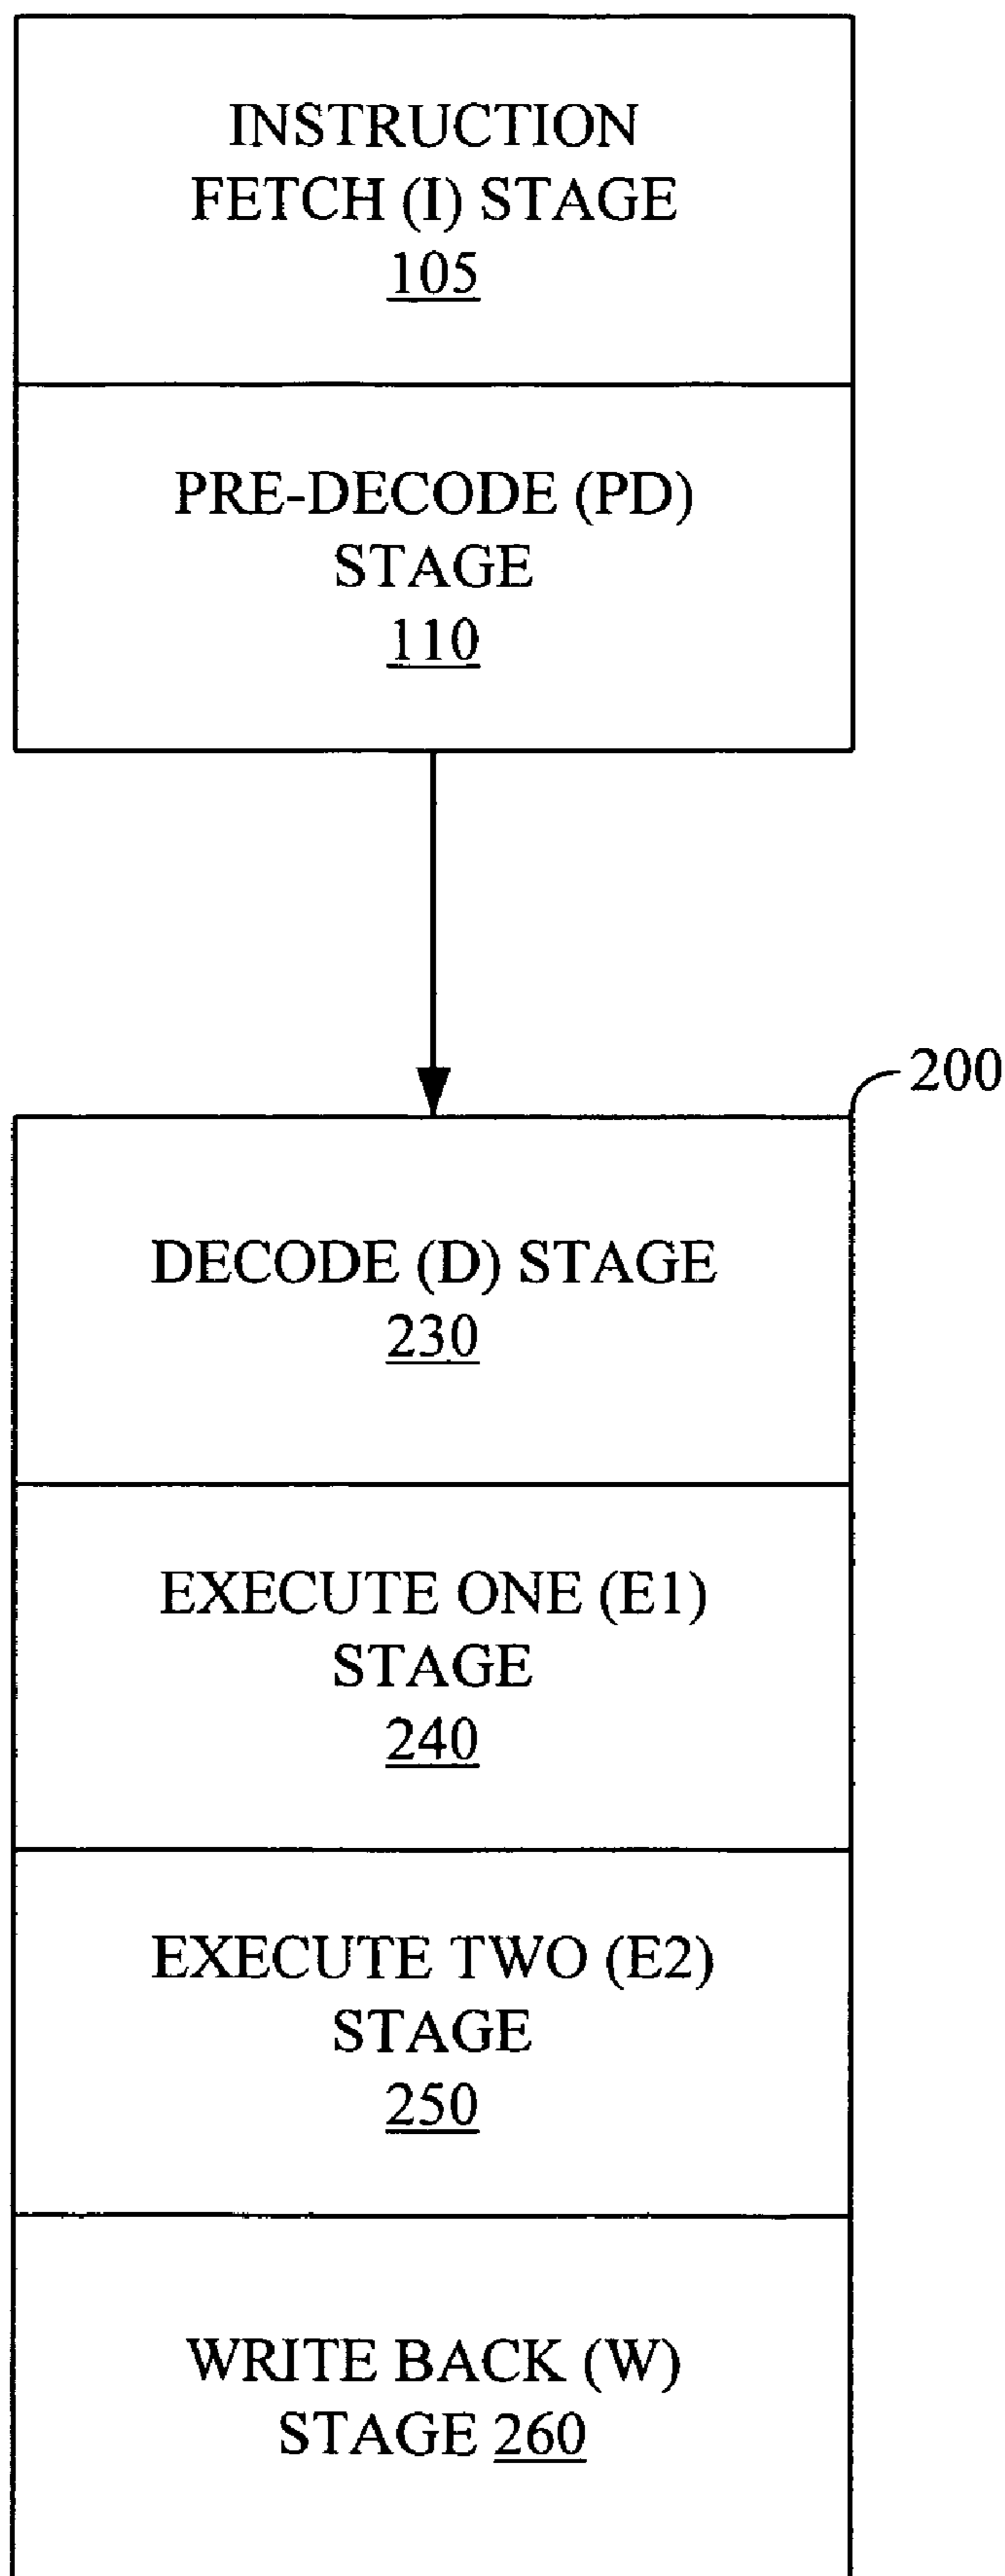 INSTRUCTION
FETCH (I) STAGE
105
PRE-DECODE (PD)
STAGE
110
200
DECODE (D) STAGE
230
EXECUTE ONE (E1)
STAGE
240
EXECUTE TWO (E2)
STAGE
250
WRITE BACK (W)
STAGE 260